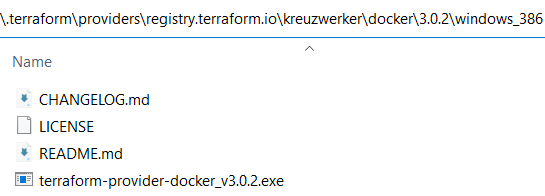 \.terraform\providers\registry.terraform.io\kreuzwerker\docker\3.0.2\windows_386
Name
CHANGELOG.md
LICENSE
README.md
terraform-provider-docker_v3.0.2.exe